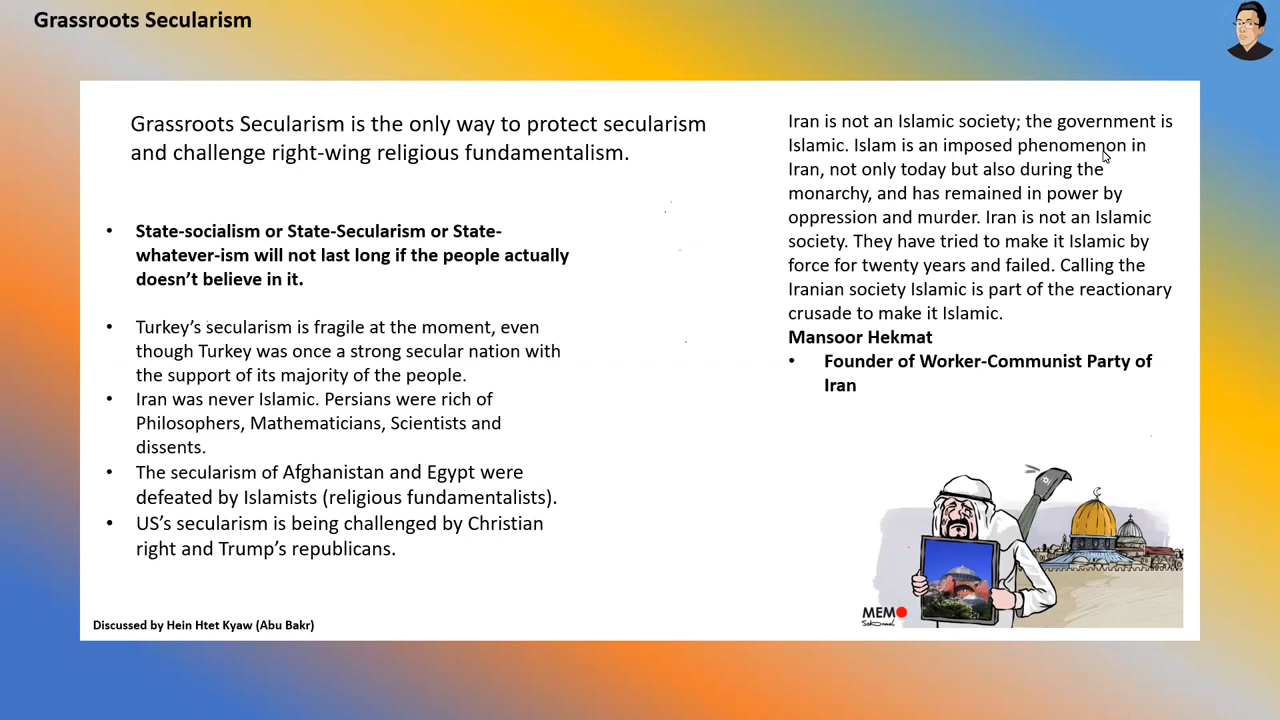 Grassroots Secularism
Grassroots Secularism is the only way to protect secularism
and challenge right-wing religious fundamentalism.
• State-socialism or State-Secularism or State-
whatever-ism will not last long if the people actually
doesn’t believe in it.
• Turkey’s secularism is fragile at the moment, even
though Turkey was once a strong secular nation with
the support of its majority of the people.
• Iran was never Islamic. Persians were rich of
Philosophers, Mathematicians, Scientists and
dissents.
• The secularism of Afghanistan and Egypt were
defeated by Islamists (religious fundamentalists).
• US’s secularism is being challenged by Christian
right and Trump’s republicans.
Discussed by Hein Htet Kyaw (Abu Bakr)
Iran is not an Islamic society; the government is
Islamic. Islam is an imposed phenomenon in
Iran, not only today but also during the
monarchy, and has remained in power by
oppression and murder. Iran is not an Islamic
society. They have tried to make it Islamic by
force for twenty years and failed. Calling the
Iranian society Islamic is part of the reactionary
crusade to make it Islamic.
Mansoor Hekmat
• Founder of Worker-Communist Party of
Iran
MEM